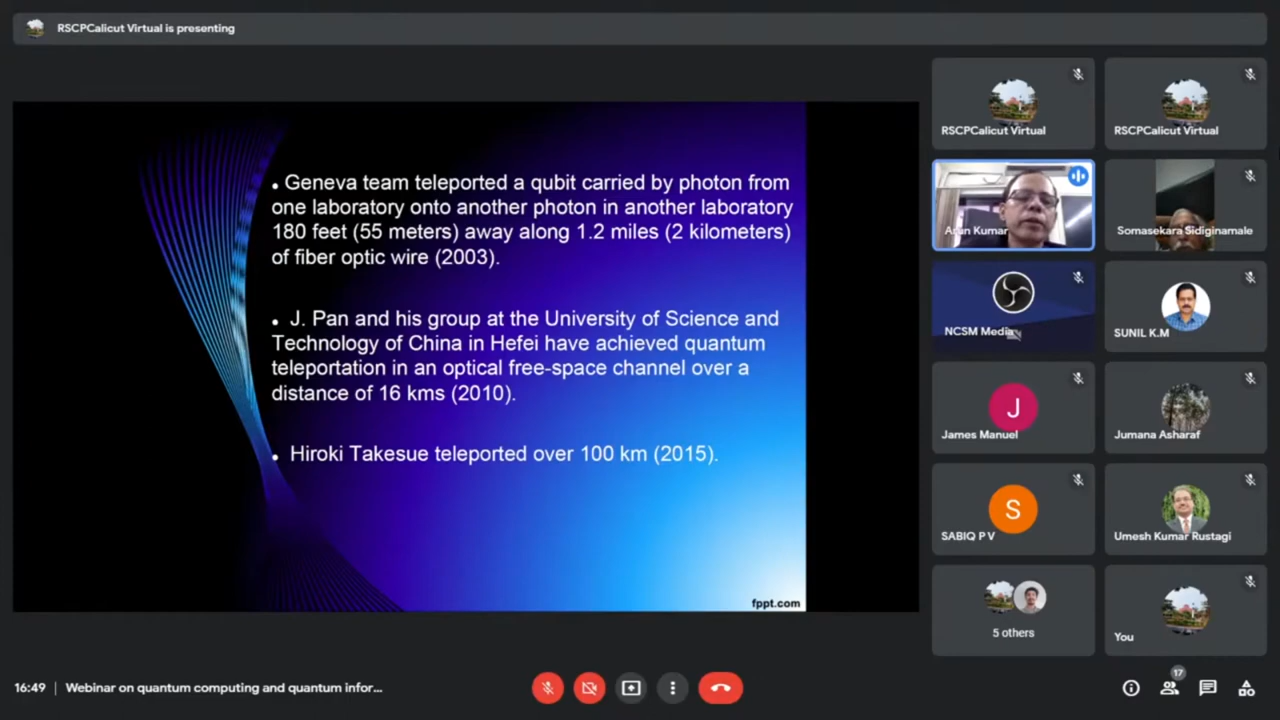 RSCPCalicut Virtual is presenting
• Geneva team teleported a qubit carried by photon from
one laboratory onto another photon in another laboratory
180 feet (55 meters) away along 1.2 miles (2 kilometers)
of fiber optic wire (2003).
• J. Pan and his group at the University of Science and
Technology of China in Hefei have achieved quantum
teleportation in an optical free-space channel over a
distance of 16 kms (2010).
• Hiroki Takesue teleported over 100 km (2015).
fppt.com
RSCPCalicut Virtual
RSCPCalicut Virtual
Arun Kumar
Somasekara Sidiginamale
NCSM Media
SUNIL K.M
J
James Manuel
Jumana Asharaf
S
SABIQ P V
Umesh Kumar Rustagi
5 others
You
16:49 | Webinar on quantum computing and quantum infor...
17